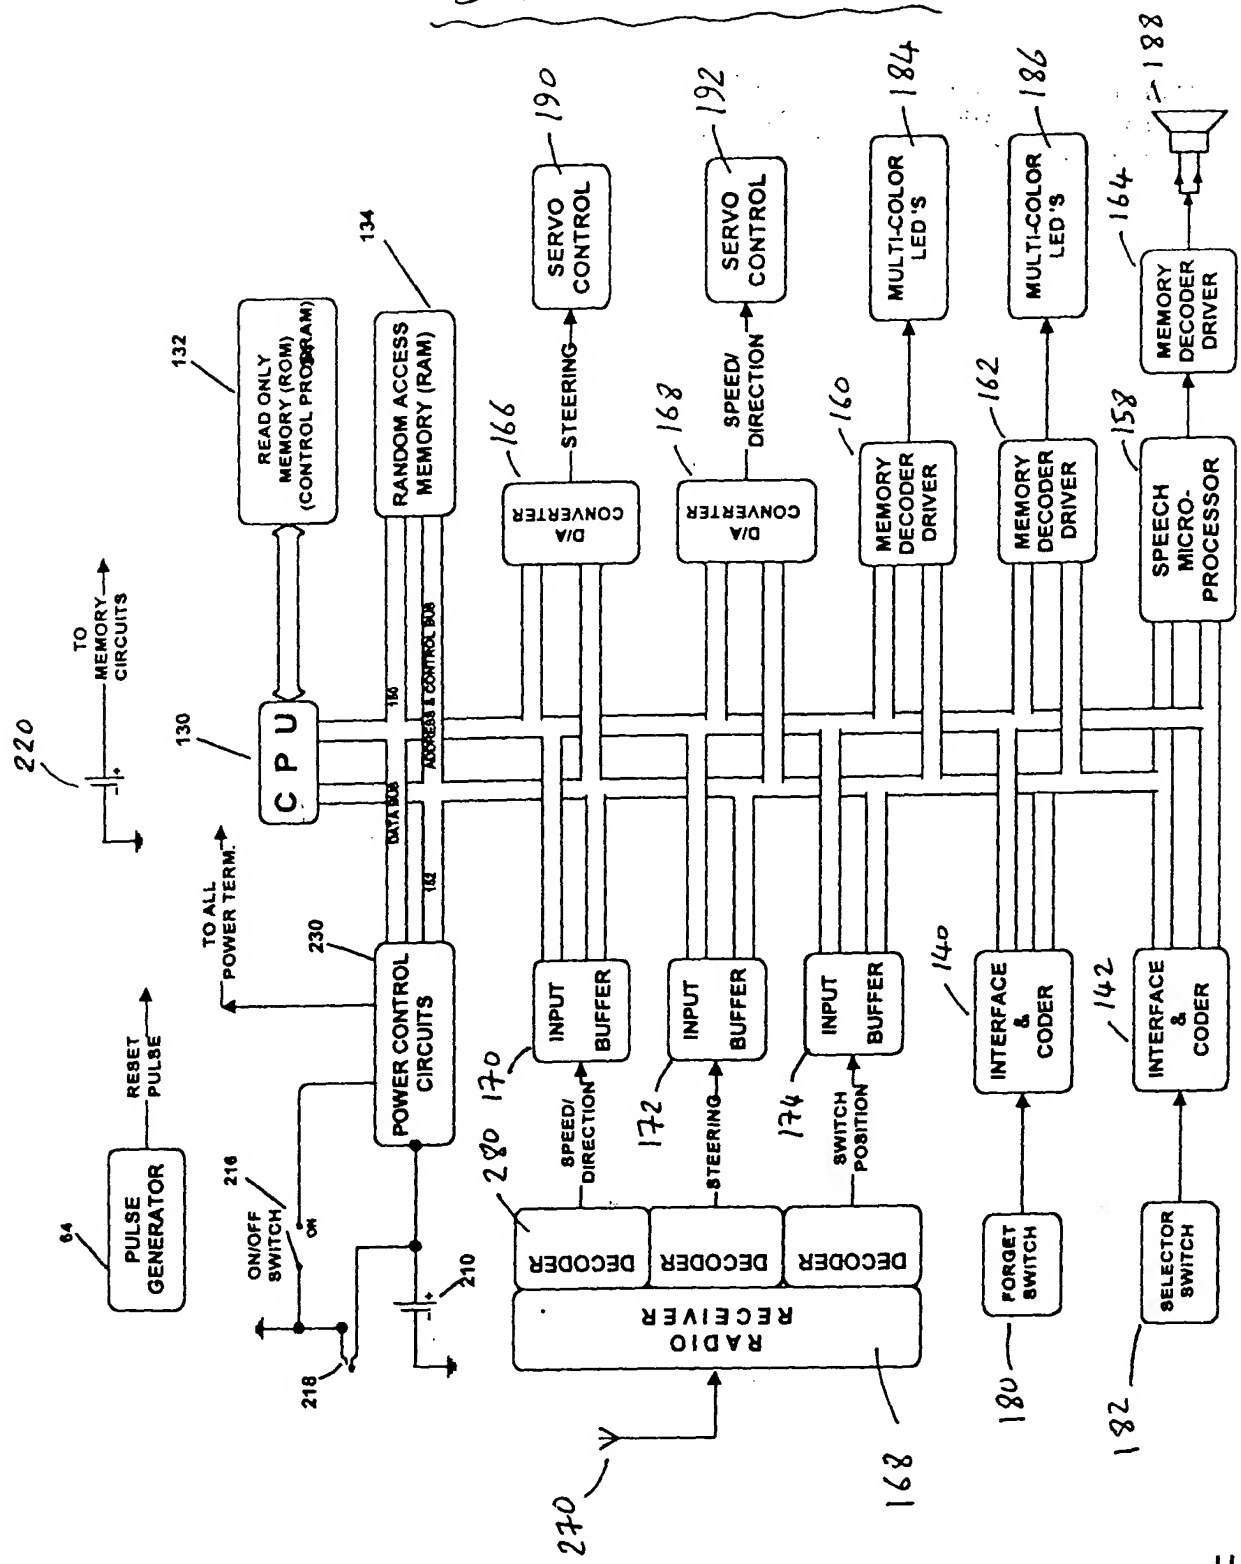 64
PULSE
GENERATOR
RESET
PULSE
220
TO
MEMORY
CIRCUITS
216
ON/OFF
SWITCH
ON
218
210
TO ALL
POWER TERM.
230
POWER CONTROL
CIRCUITS
130
C P U
132
READ ONLY
MEMORY (ROM)
134
RANDOM ACCESS
MEMORY (RAM)
DATA BUS
150
152
ADDRESS & CONTROL BUS
270
168
RADIO
RECEIVER
280
DECODER
DECODER
DECODER
SPEED/
DIRECTION
STEERING
SWITCH
POSITION
170
INPUT
BUFFER
172
INPUT
BUFFER
174
INPUT
BUFFER
166
D/A
CONVERTER
STEERING
190
SERVO
CONTROL
168
D/A
CONVERTER
SPEED/
DIRECTION
192
SERVO
CONTROL
160
MEMORY
DECODER
DRIVER
184
MULTI-COLOR
LED'S
162
MEMORY
DECODER
DRIVER
186
MULTI-COLOR
LED'S
180
FORGET
SWITCH
140
INTERFACE
&
CODER
182
SELECTOR
SWITCH
142
INTERFACE
&
CODER
158
SPEECH
MICRO-
PROCESSOR
164
MEMORY
DECODER
DRIVER
188